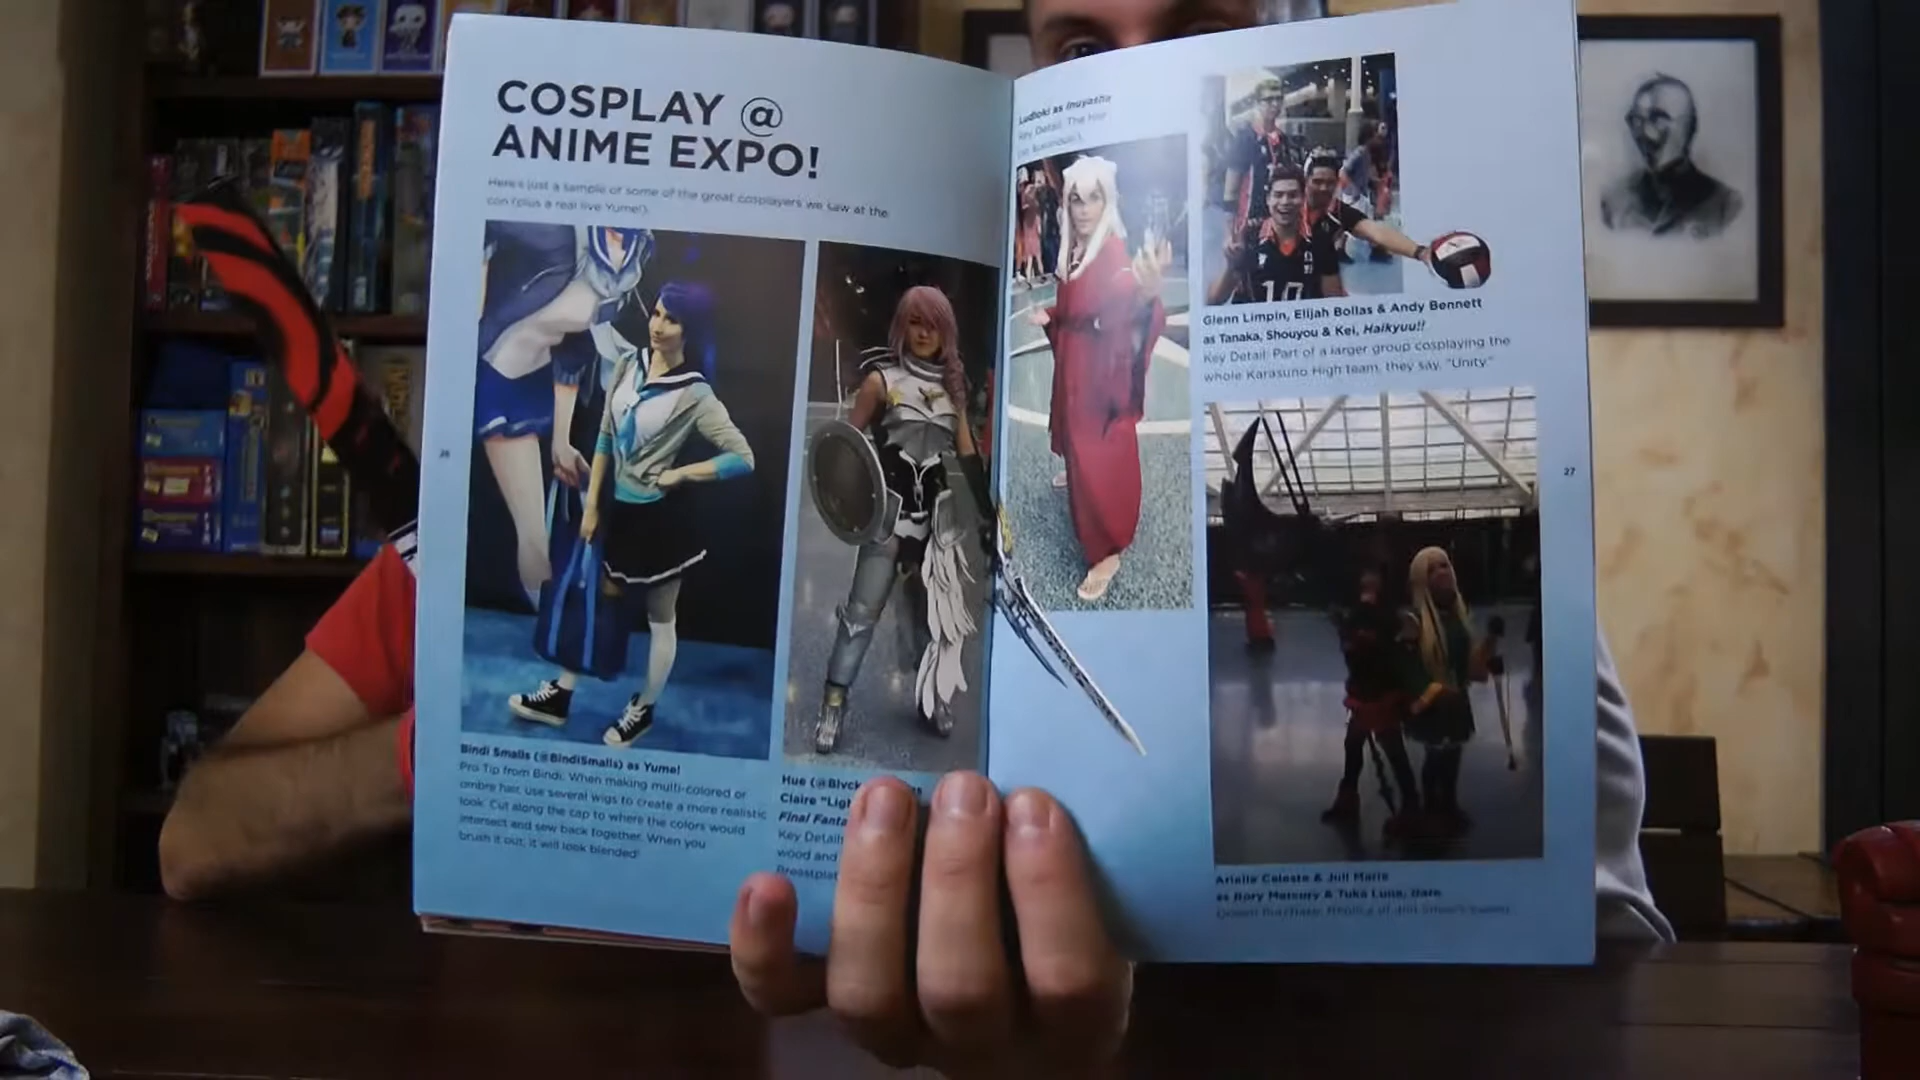 COSPLAY @
ANIME EXPO!
Here's just a sample of some of the great cosplayers we saw at the
con (plus a real live Yume!).
26
Bindi Smalls (@BindiSmalls) as Yume!
Pro Tip from Bindi: When making multi-colored or
ombre hair, use several wigs to create a more realistic
look. Cut along the cap to where the colors would
intersect and sew back together. When you
brush it out, it will look blended!
Hue (@Blvck
Claire "Ligh
Final Fanta
Key Detail:
wood and
Breastplat
Ludloki as Inuyasha
Key Detail: The Hair
10
Glenn Limpin, Elijah Bollas & Andy Bennett
as Tanaka, Shouyou & Kei, Haikyuu!!
Key Detail: Part of a larger group cosplaying the
whole Karasuno High team, they say, "Unity."
27
Arielle Celeste & Juli Marie
as Rory Mercury & Tuka Luna,